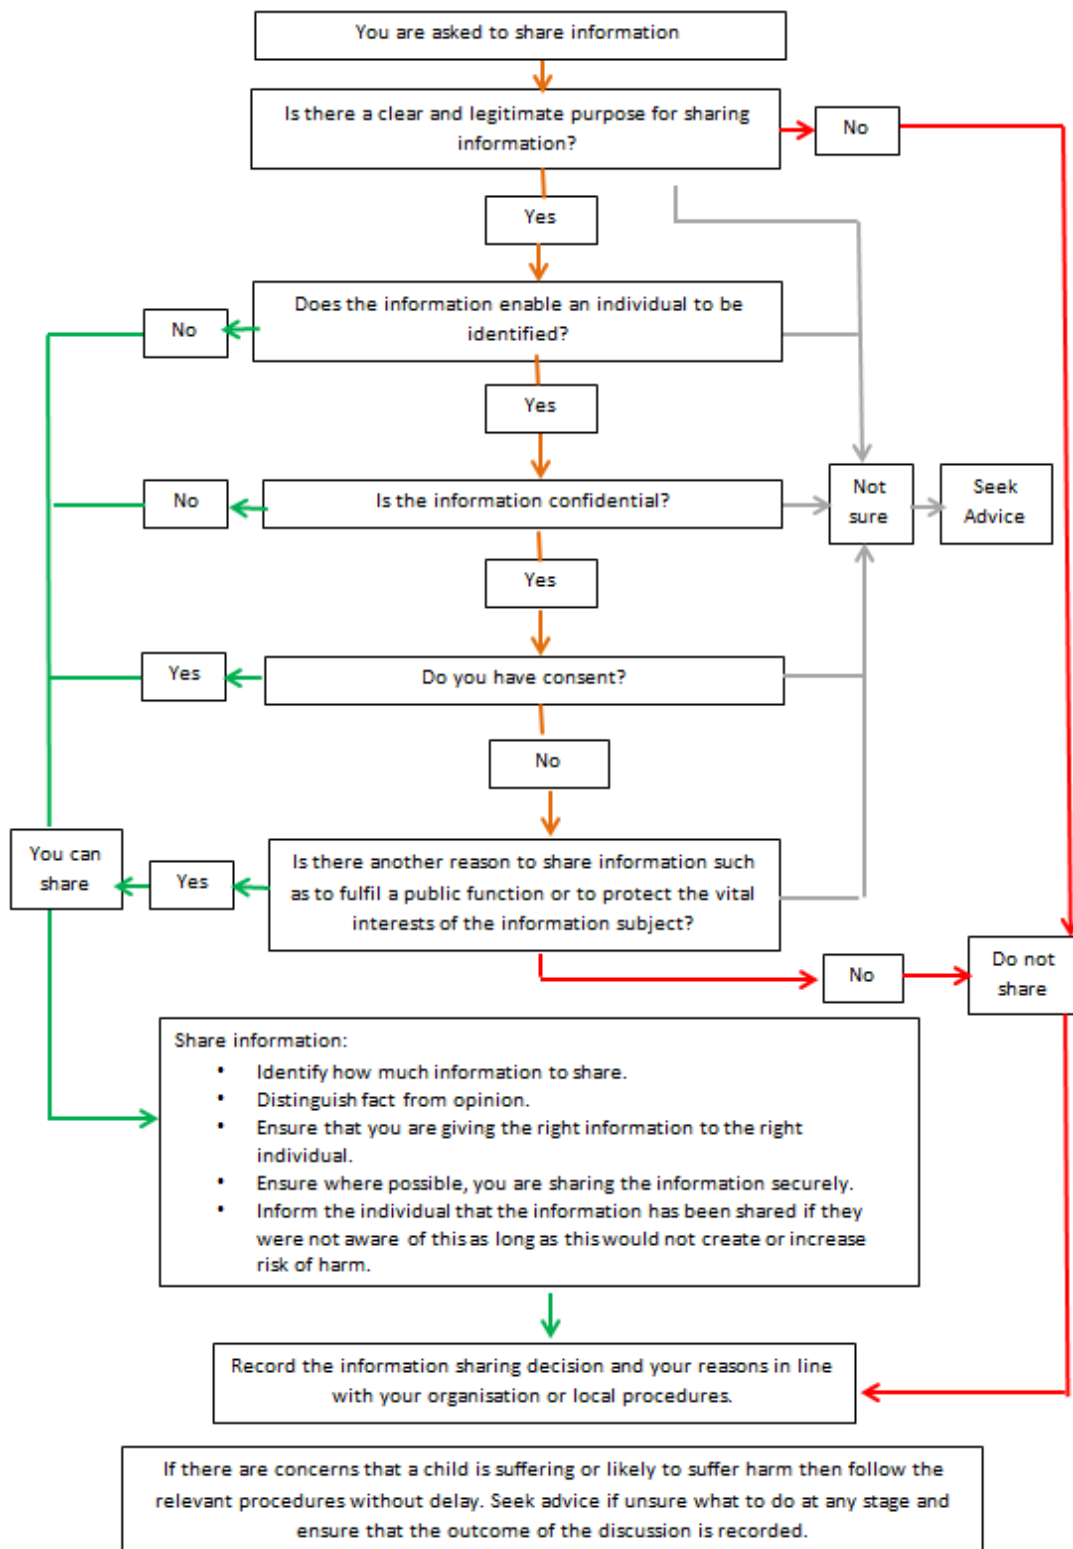 You are asked to share information
Is there a clear and legitimate purpose for sharing
information?
No
Yes
Does the information enable an individual to be
identified?
No
Yes
Is the information confidential?
No
Not
sure
Seek
Advice
Yes
Do you have consent?
Yes
No
Is there another reason to share information such
as to fulfil a public function or to protect the vital
interests of the information subject?
Yes
You can
share
No
Do not
share
Share information:
• Identify how much information to share.
• Distinguish fact from opinion.
• Ensure that you are giving the right information to the right
individual.
• Ensure where possible, you are sharing the information securely.
• Inform the individual that the information has been shared if they
were not aware of this as long as this would not create or increase
risk of harm.
Record the information sharing decision and your reasons in line
with your organisation or local procedures.
If there are concerns that a child is suffering or likely to suffer harm then follow the
relevant procedures without delay. Seek advice if unsure what to do at any stage and
ensure that the outcome of the discussion is recorded.